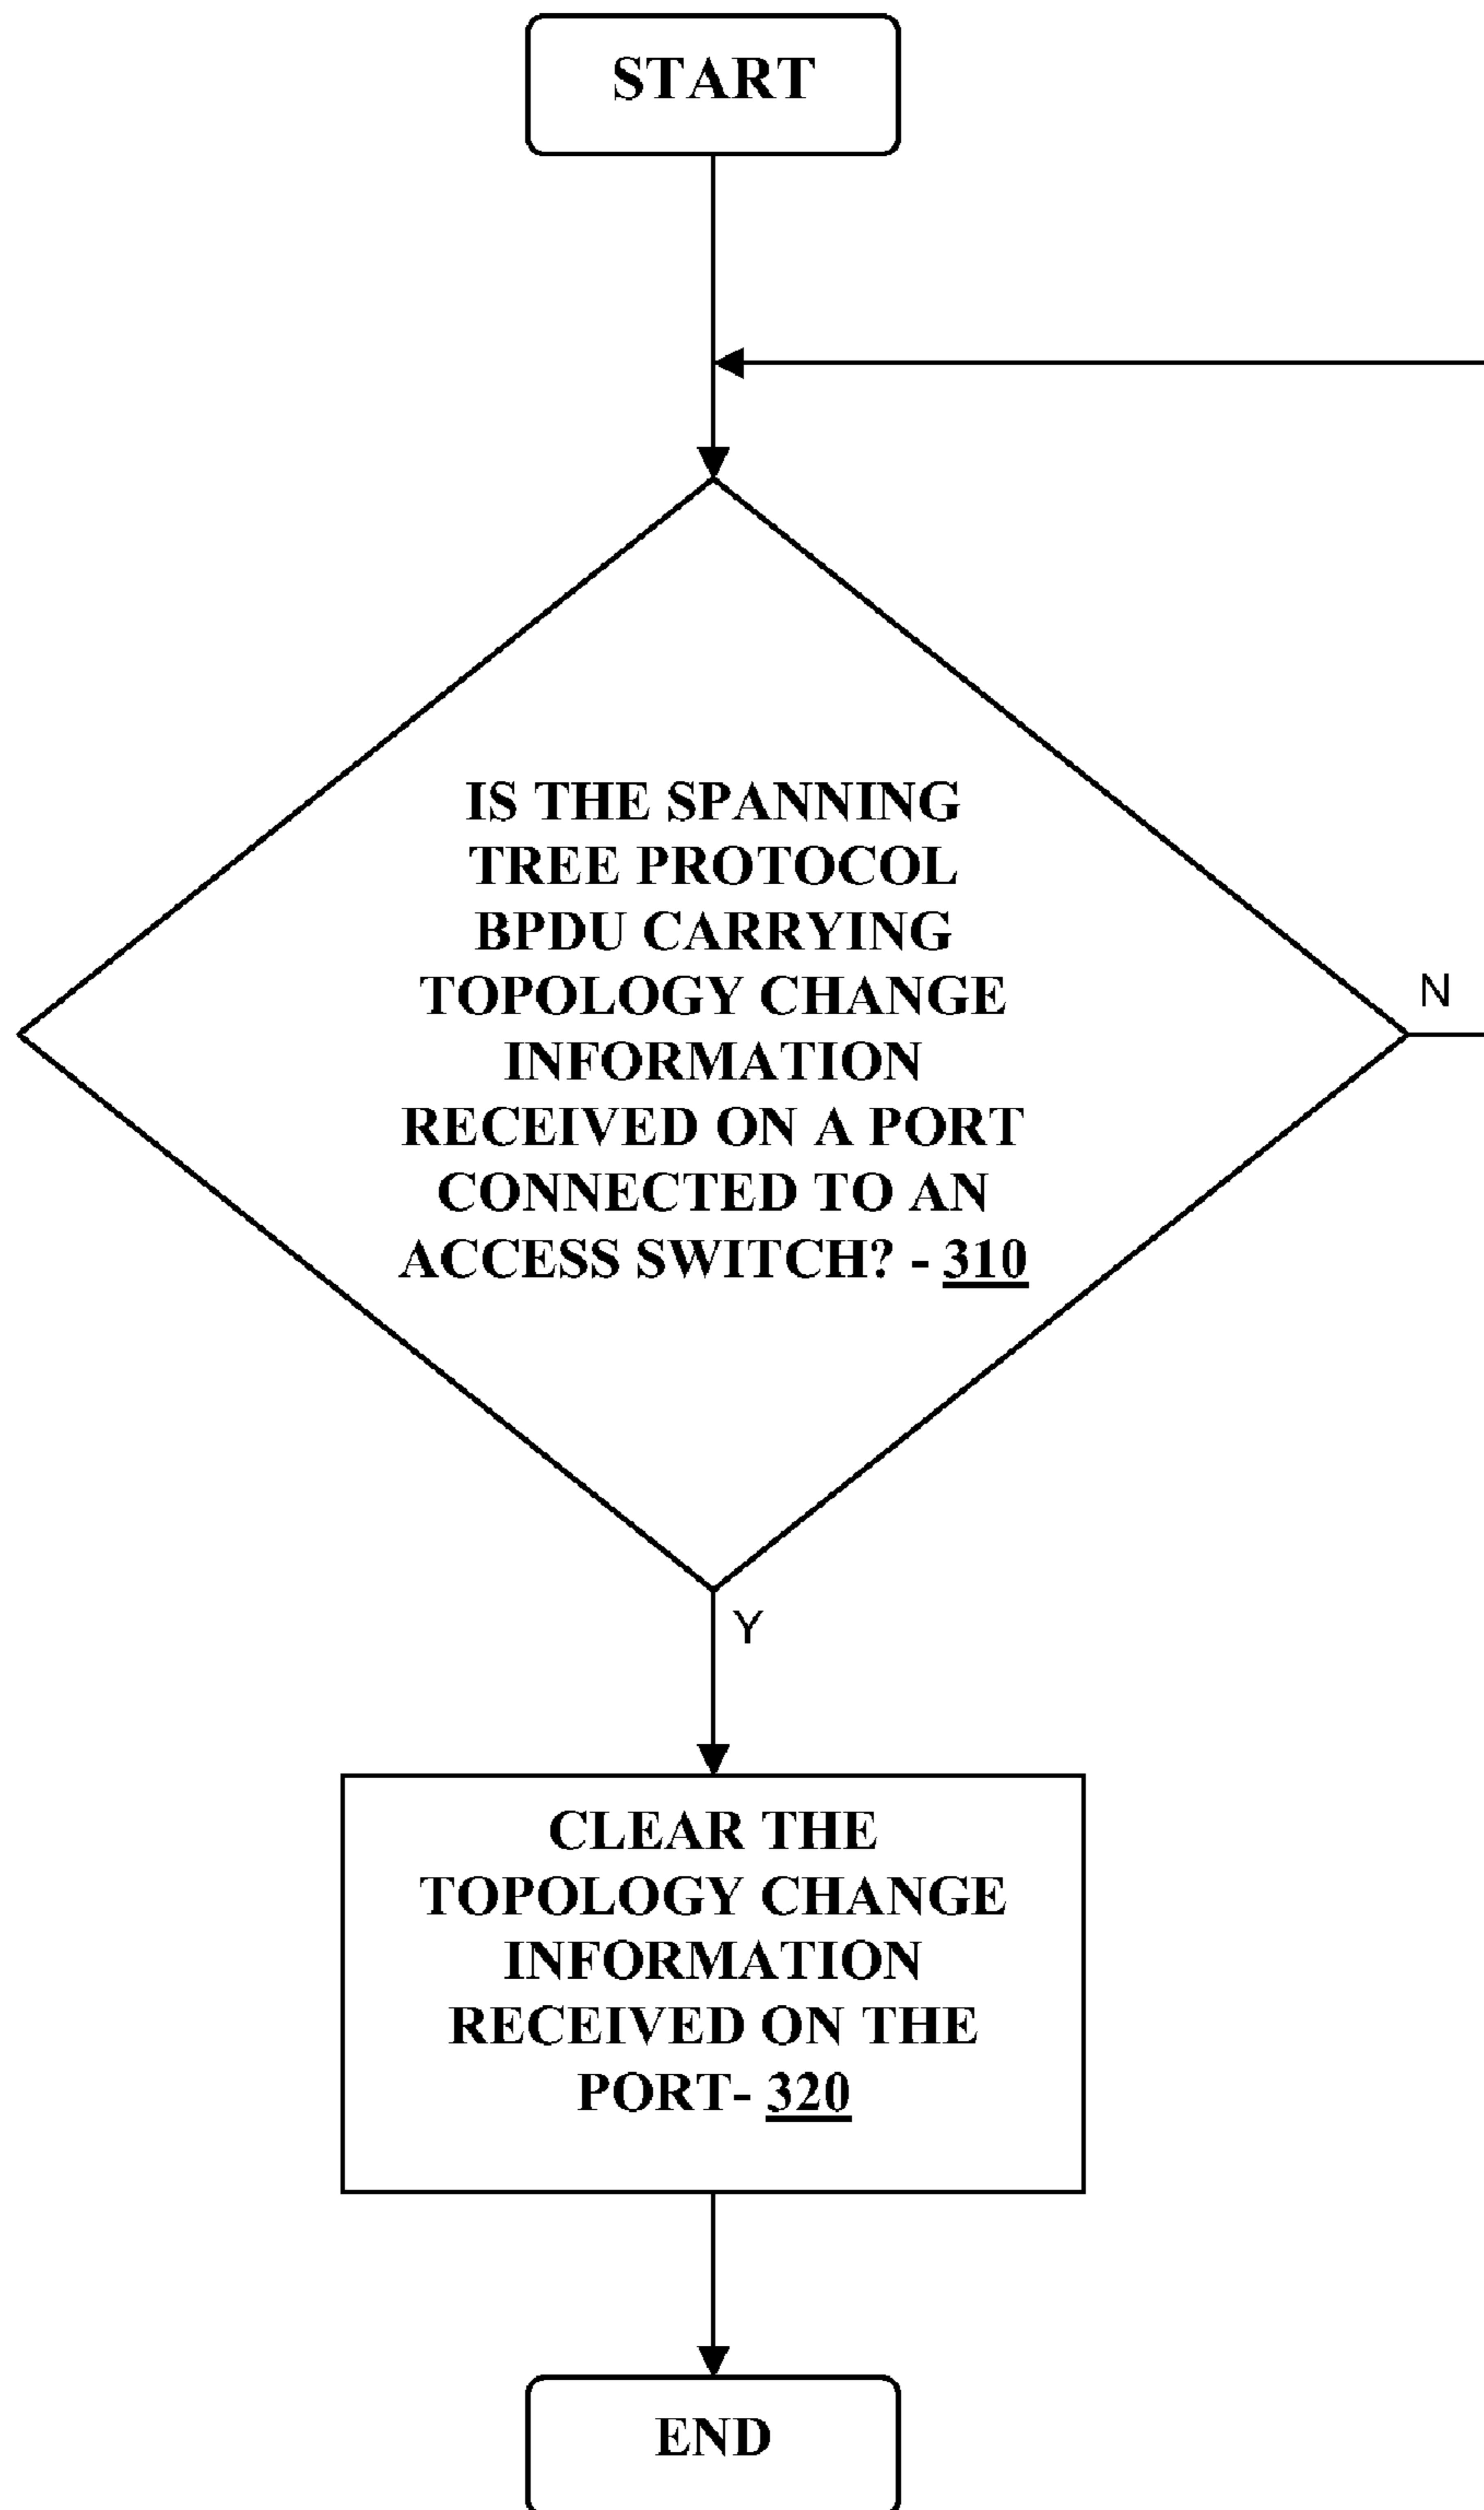 START
IS THE SPANNING
TREE PROTOCOL
BPDU CARRYING
TOPOLOGY CHANGE
INFORMATION
RECEIVED ON A PORT
CONNECTED TO AN
ACCESS SWITCH? - 310
N
Y
CLEAR THE
TOPOLOGY CHANGE
INFORMATION
RECEIVED ON THE
PORT- 320
END